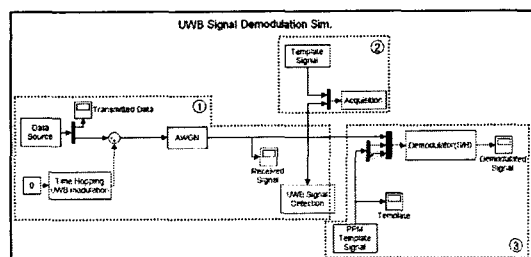 UWB Signal Demodulation Sim.
②
Template
Signal
Acquisition
①
Transmitted Data
Data
Source
AWGN
Received
Signal
0
Time Hopping
UWB modulation
UWB Signal
Detection
Demodulator(S/H)
Demodulated
Signal
Template
PPM
Template Signal
③